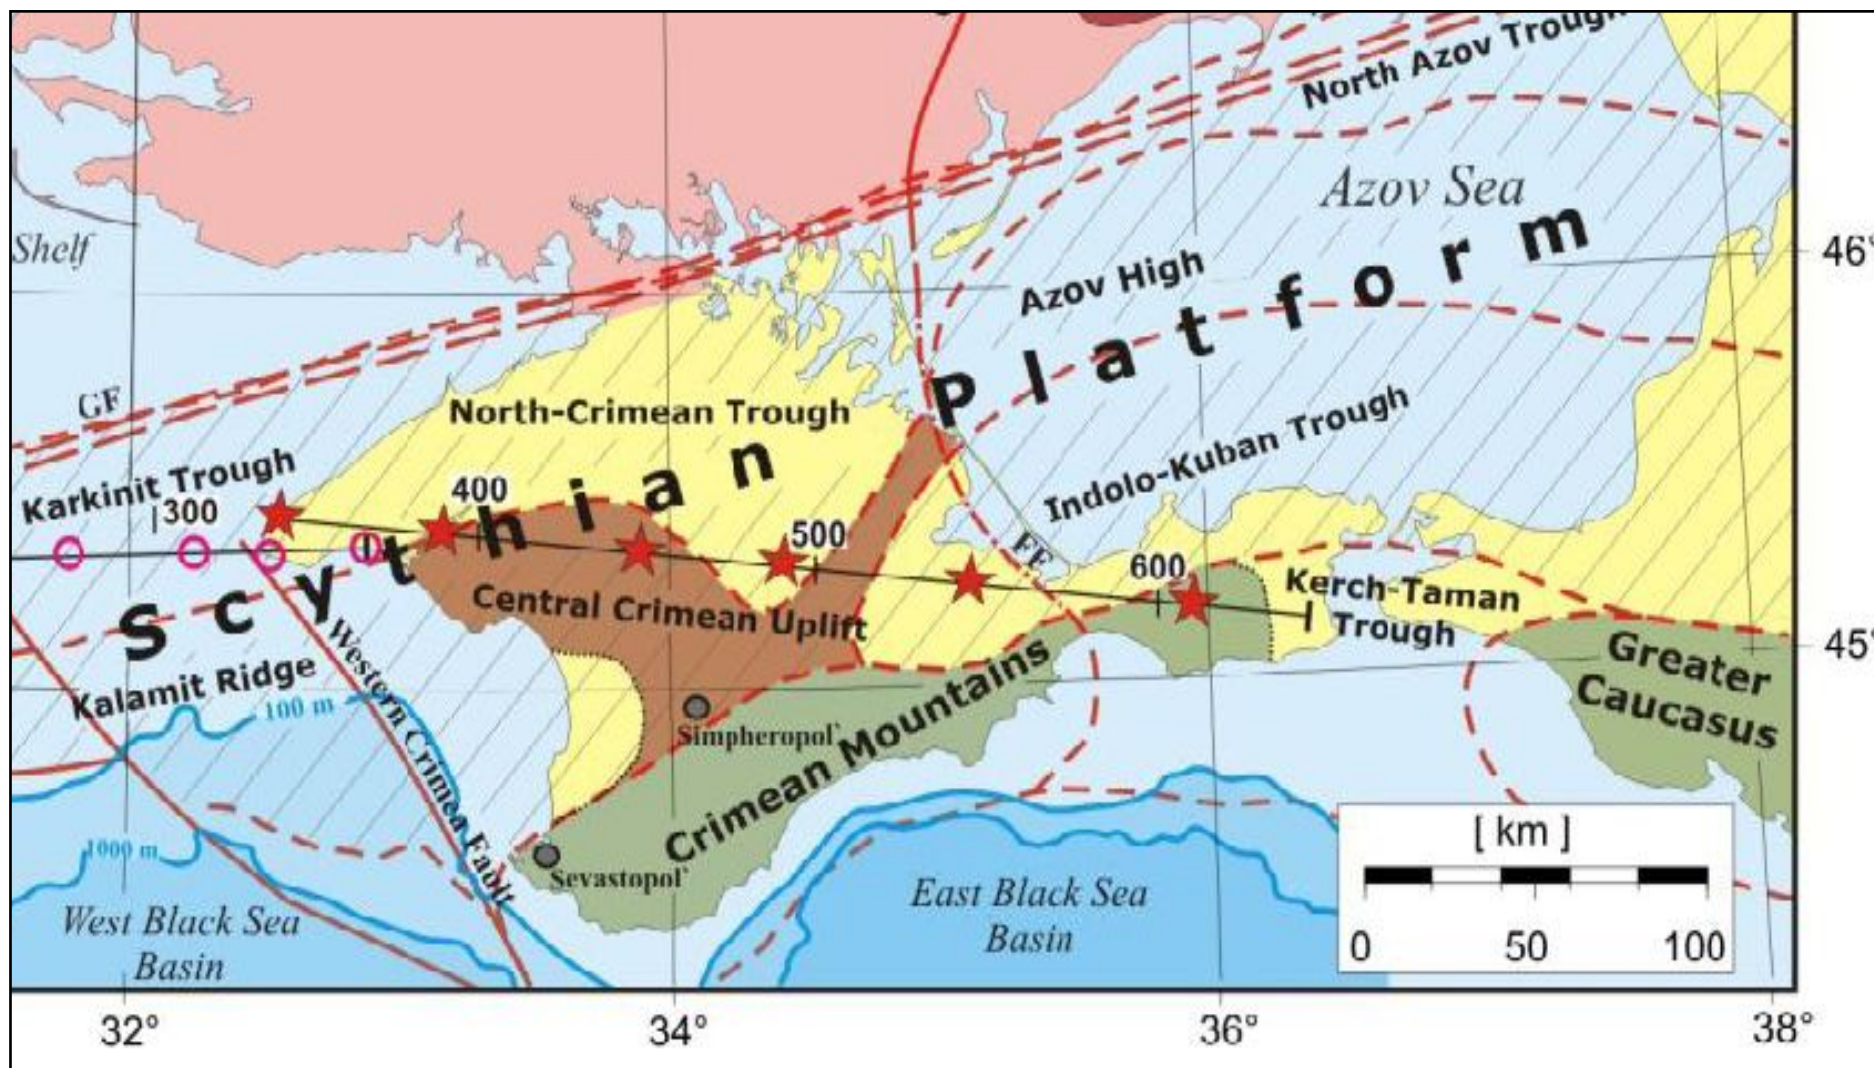 North Azov Trough
Azov Sea
46°
Shelf
Azov High
GF
North-Crimean Trough
Scythian Platform
Karkinit Trough
300
400
500
600
Indolo-Kuban Trough
FF
Central Crimean Uplift
Kerch-Taman
Trough
45°
Greater
Caucasus
Kalamit Ridge
Western Crimea Fault
100 m
Simpheropol`
Crimean Mountains
1000 m
Sevastopol`
West Black Sea
Basin
East Black Sea
Basin
[ km ]
0 50 100
32° 34° 36° 38°